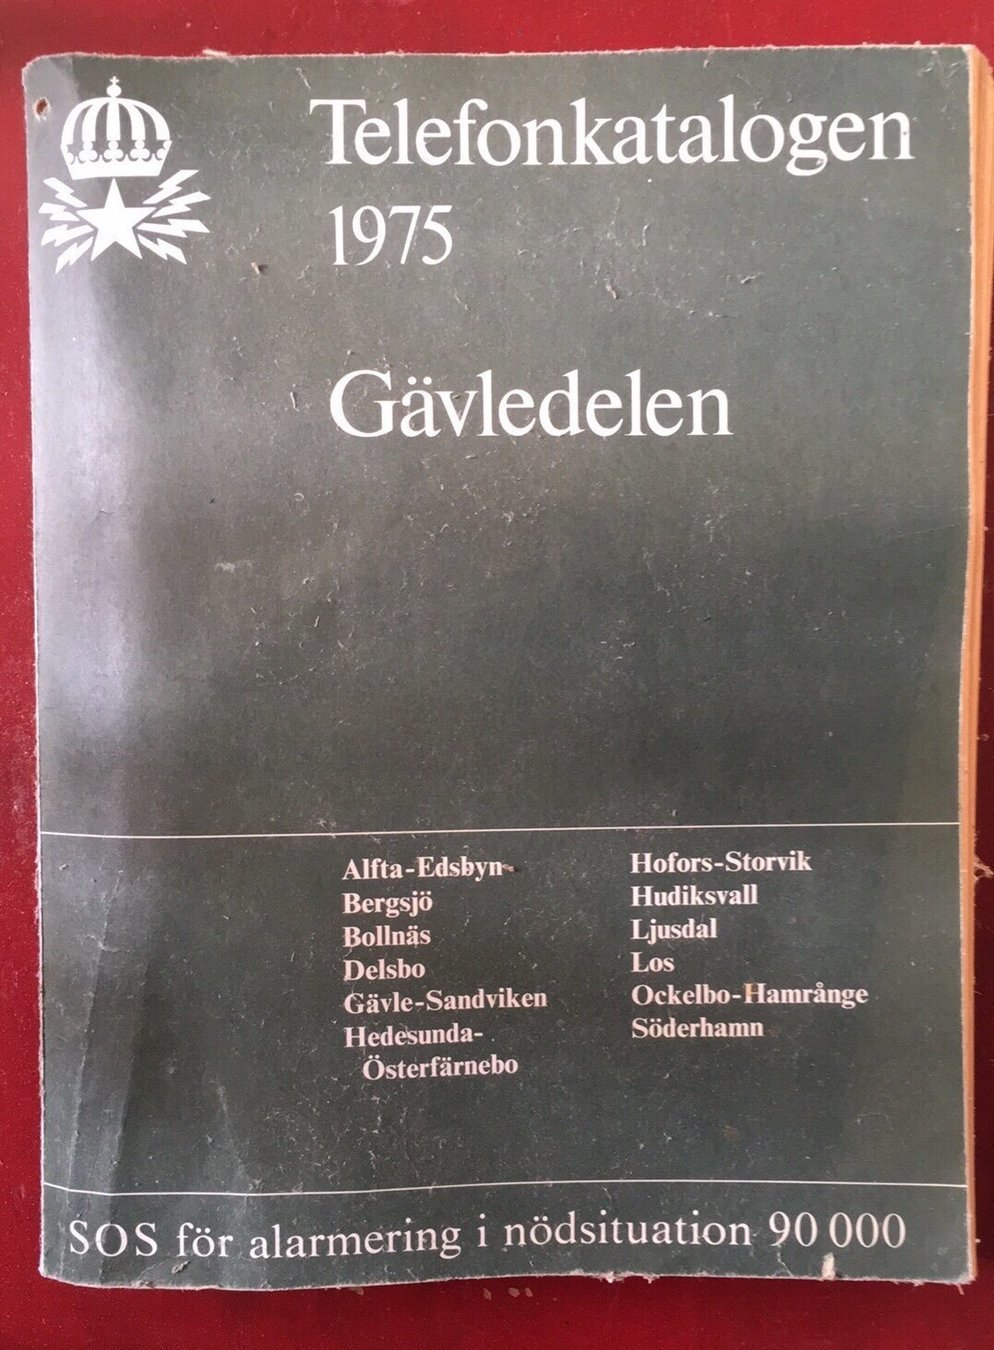 Telefonkatalogen
1975
Gävledelen
Alfta-Edsbyn
Bergsjö
Bollnäs
Delsbo
Gävle-Sandviken
Hedesunda-
Österfärnebo
Hofors-Storvik
Hudiksvall
Ljusdal
Los
Ockelbo-Hamrånge
Söderhamn
SOS för alarmering i nödsituation 90 000